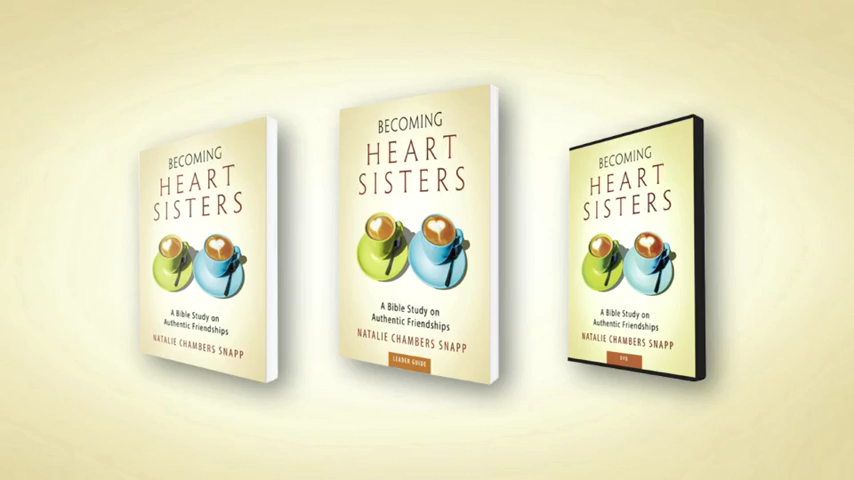 BECOMING
HEART
SISTERS
A Bible Study on
Authentic Friendships
NATALIE CHAMBERS SNAPP
BECOMING
HEART
SISTERS
A Bible Study on
Authentic Friendships
NATALIE CHAMBERS SNAPP
LEADER GUIDE
BECOMING
HEART
SISTERS
A Bible Study on
Authentic Friendships
NATALIE CHAMBERS SNAPP
DVD